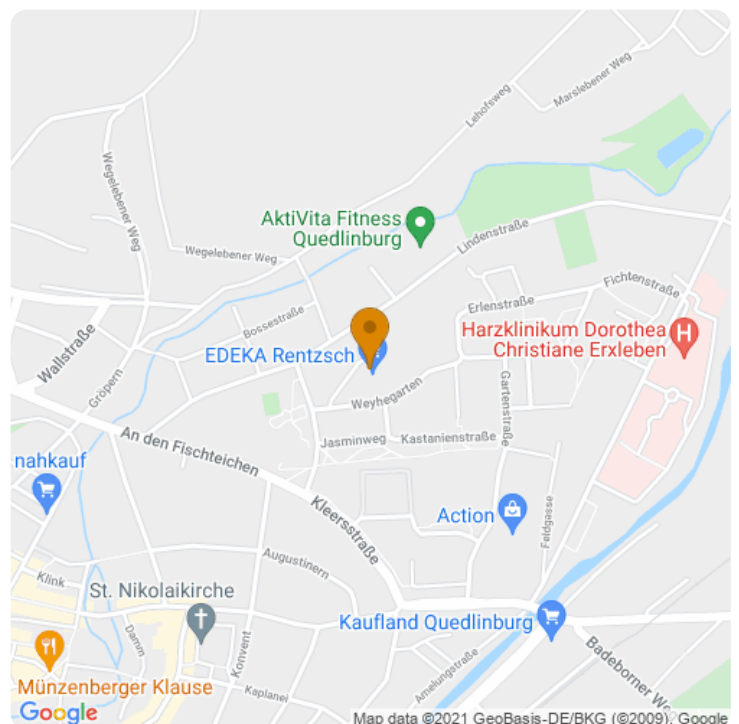 Marslebener Weg
Lehofsweg
Wegelebener Weg
AktiVita Fitness
Quedlinburg
Lindenstraße
Wegelebener Weg
Fichtenstraße
Erlenstraße
Bossestraße
Harzklinikum Dorothea
Christiane Erxleben
H
Wallstraße
EDEKA Rentzsch
Gröpern
Weyhegarten
Gartenstraße
An den Fischteichen
Jasminweg
Kastanienstraße
nahkauf
Kleersstraße
Action
Feldgasse
Augustinern
Klink
St. Nikolaikirche
Kaufland Quedlinburg
Damm
Konvent
Badeborner We
Amelungstraße
Münzenberger Klause
Kaplanei
Google
Map data ©2021 GeoBasis-DE/BKG (©2009), Google